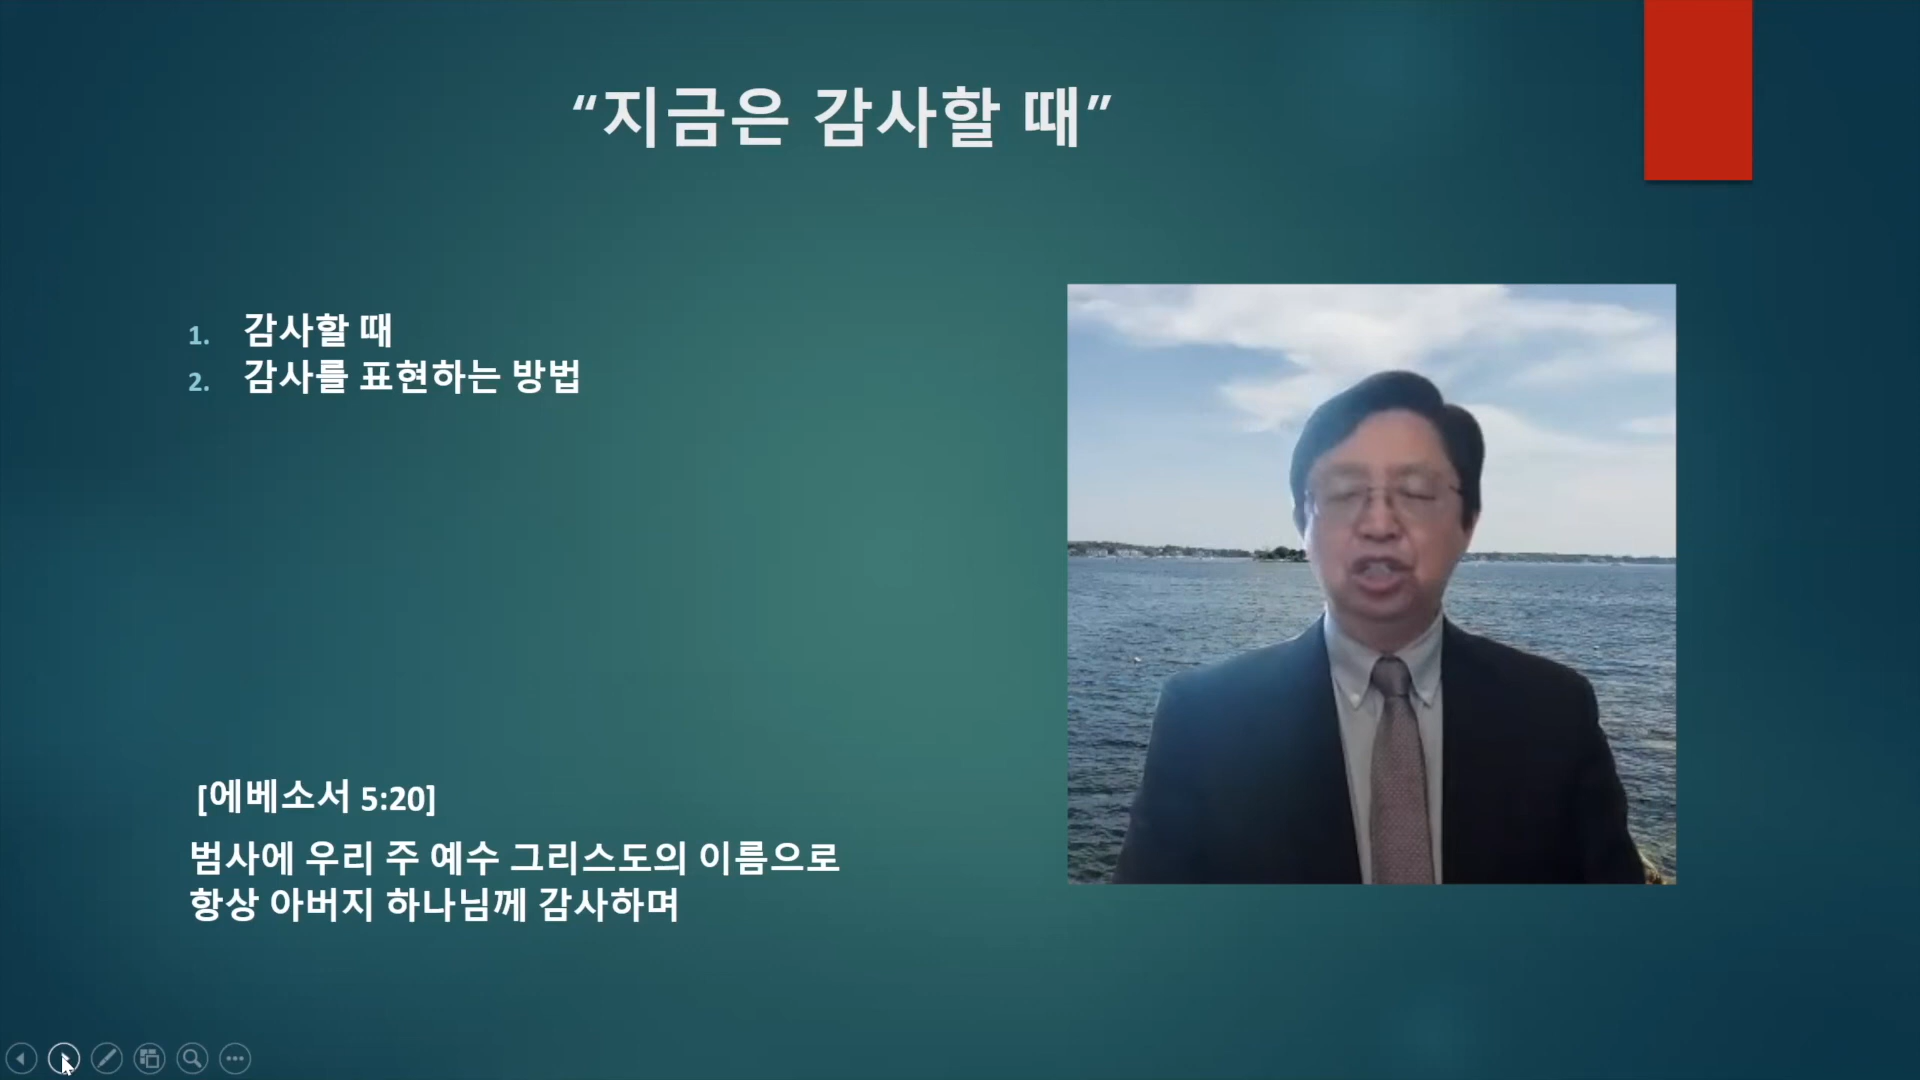 “지금은 감사할 때”
1. 감사할 때
2. 감사를 표현하는 방법
[에베소서 5:20]
범사에 우리 주 예수 그리스도의 이름으로
항상 아버지 하나님께 감사하며